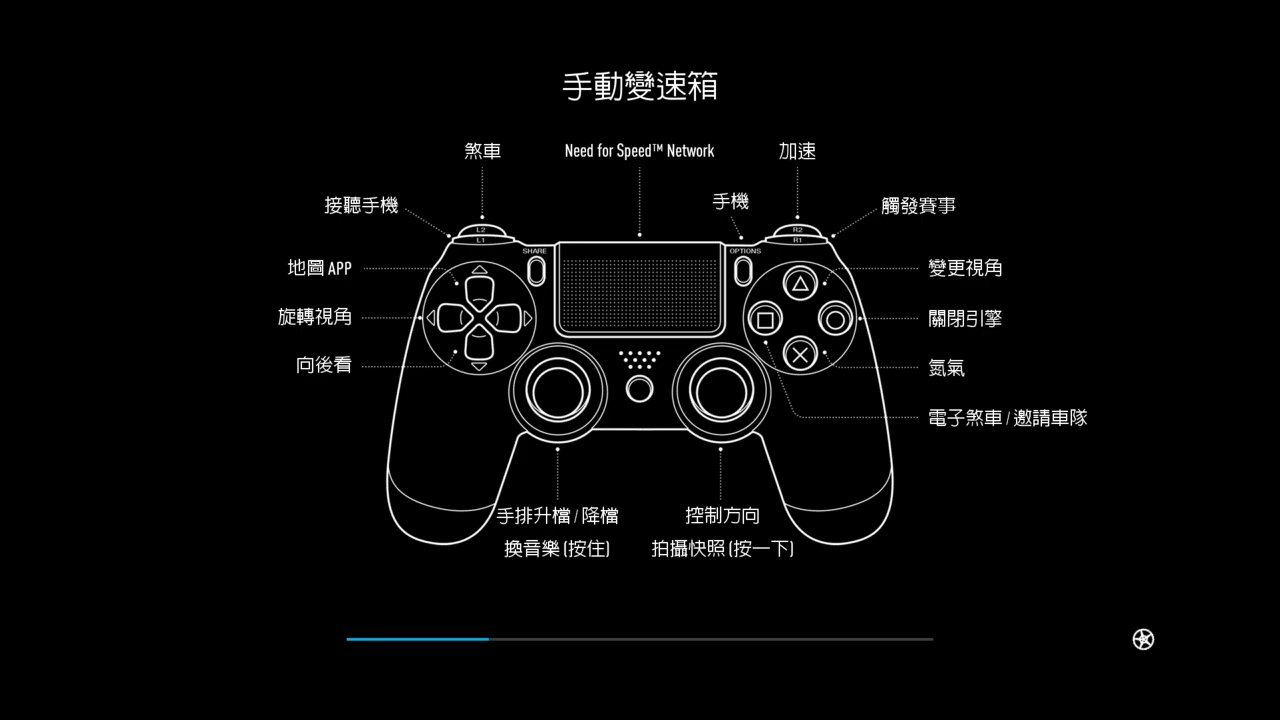 手動變速箱
煞車
Need for Speed™ Network
加速
接聽手機
手機
觸發賽事
L2
R2
L1
R1
SHARE
OPTIONS
地圖 APP
變更視角
旋轉視角
關閉引擎
向後看
氮氣
電子煞車 / 邀請車隊
手排升檔 / 降檔
控制方向
換音樂 (按住)
拍攝快照 (按一下)